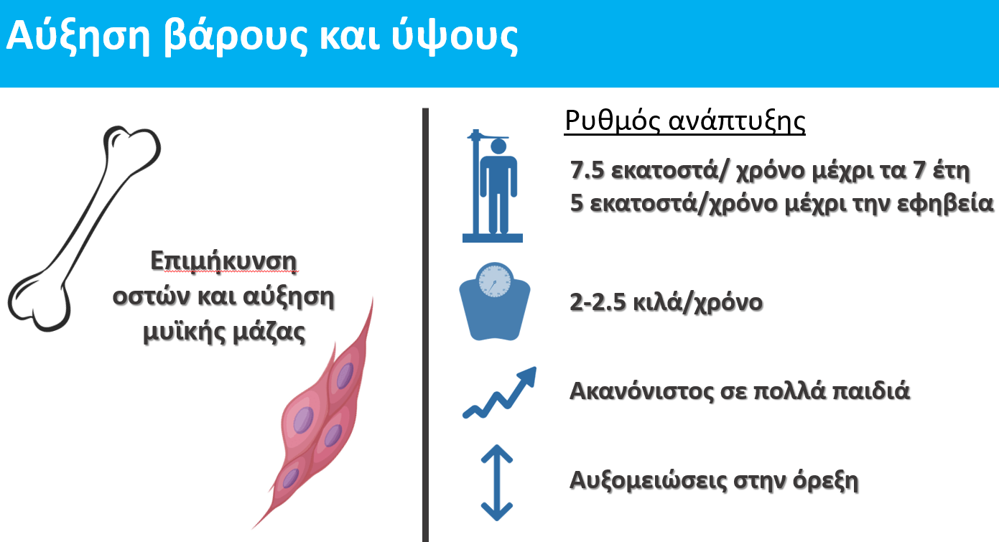 Αύξηση βάρους και ύψους
Επιμήκυνση
οστών και αύξηση
μυϊκής μάζας
Ρυθμός ανάπτυξης
7.5 εκατοστά/ χρόνο μέχρι τα 7 έτη
5 εκατοστά/χρόνο μέχρι την εφηβεία
2-2.5 κιλά/χρόνο
Ακανόνιστος σε πολλά παιδιά
Αυξομειώσεις στην όρεξη